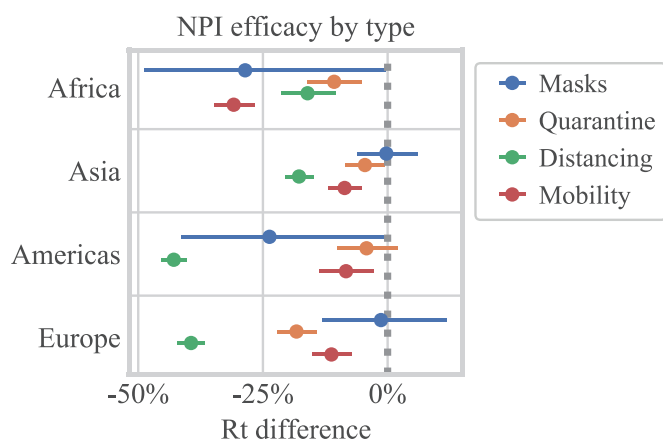 NPI efficacy by type
Africa
Asia
Americas
Europe
-50%
-25%
0%
Rt difference
Masks
Quarantine
Distancing
Mobility